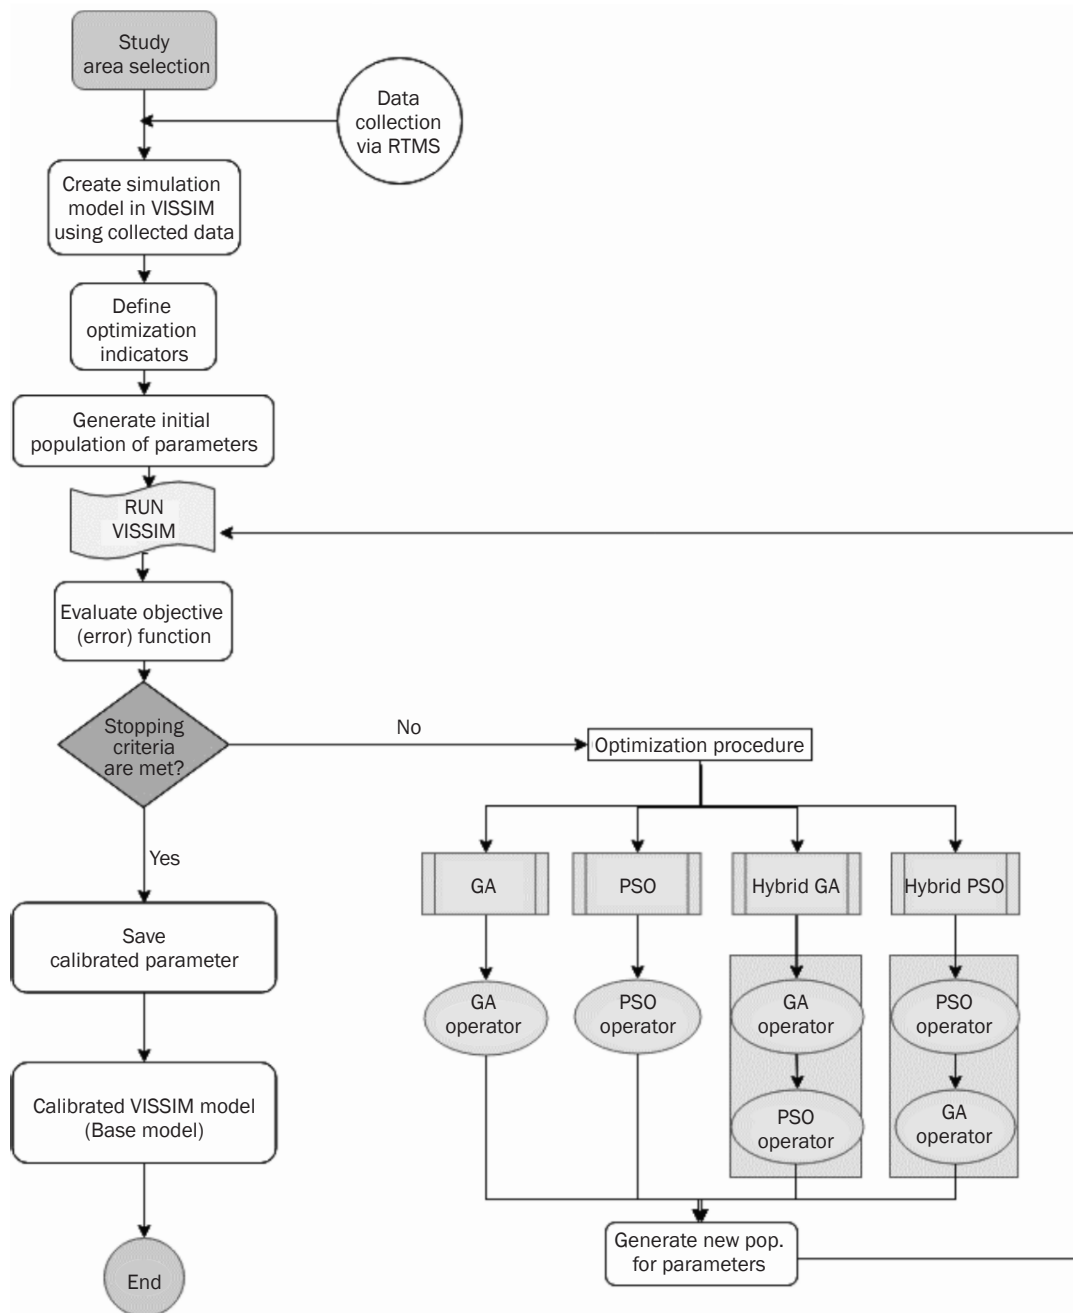 Study
area selection
Data
collection
via RTMS
Create simulation
model in VISSIM
using collected data
Define
optimization
indicators
Generate initial
population of parameters
RUN
VISSIM
Evaluate objective
(error) function
Stopping
criteria
are met?
No
Optimization procedure
Yes
GA
PSO
Hybrid GA
Hybrid PSO
Save
calibrated parameter
GA
operator
PSO
operator
GA
operator
PSO
operator
PSO
operator
GA
operator
Calibrated VISSIM model
(Base model)
Generate new pop.
for parameters
End